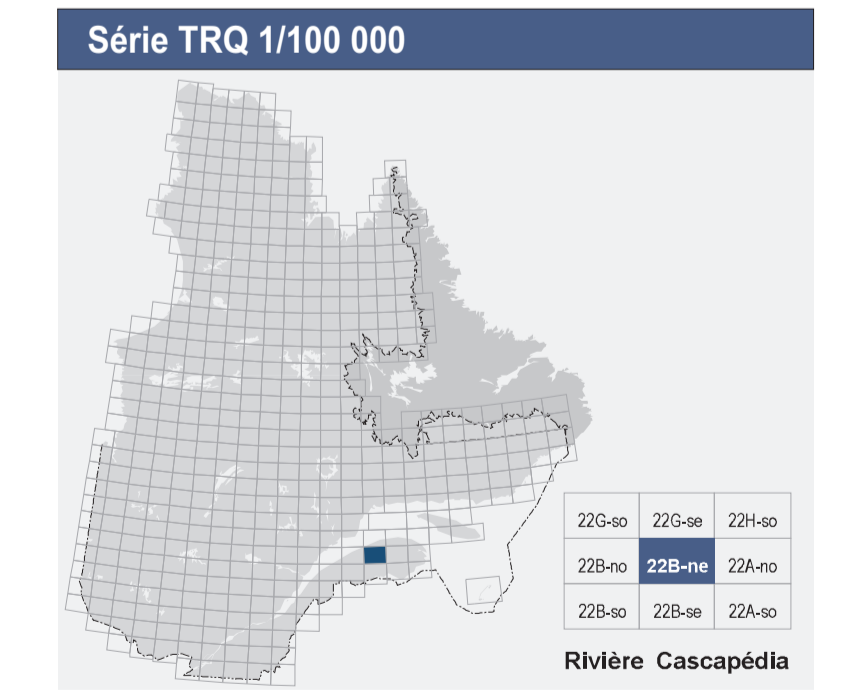 Série TRQ 1/100 000
22G-so 22G-se 22H-so
22B-no 22B-ne 22A-no
22B-so 22B-se 22A-so
Rivière Cascapédia